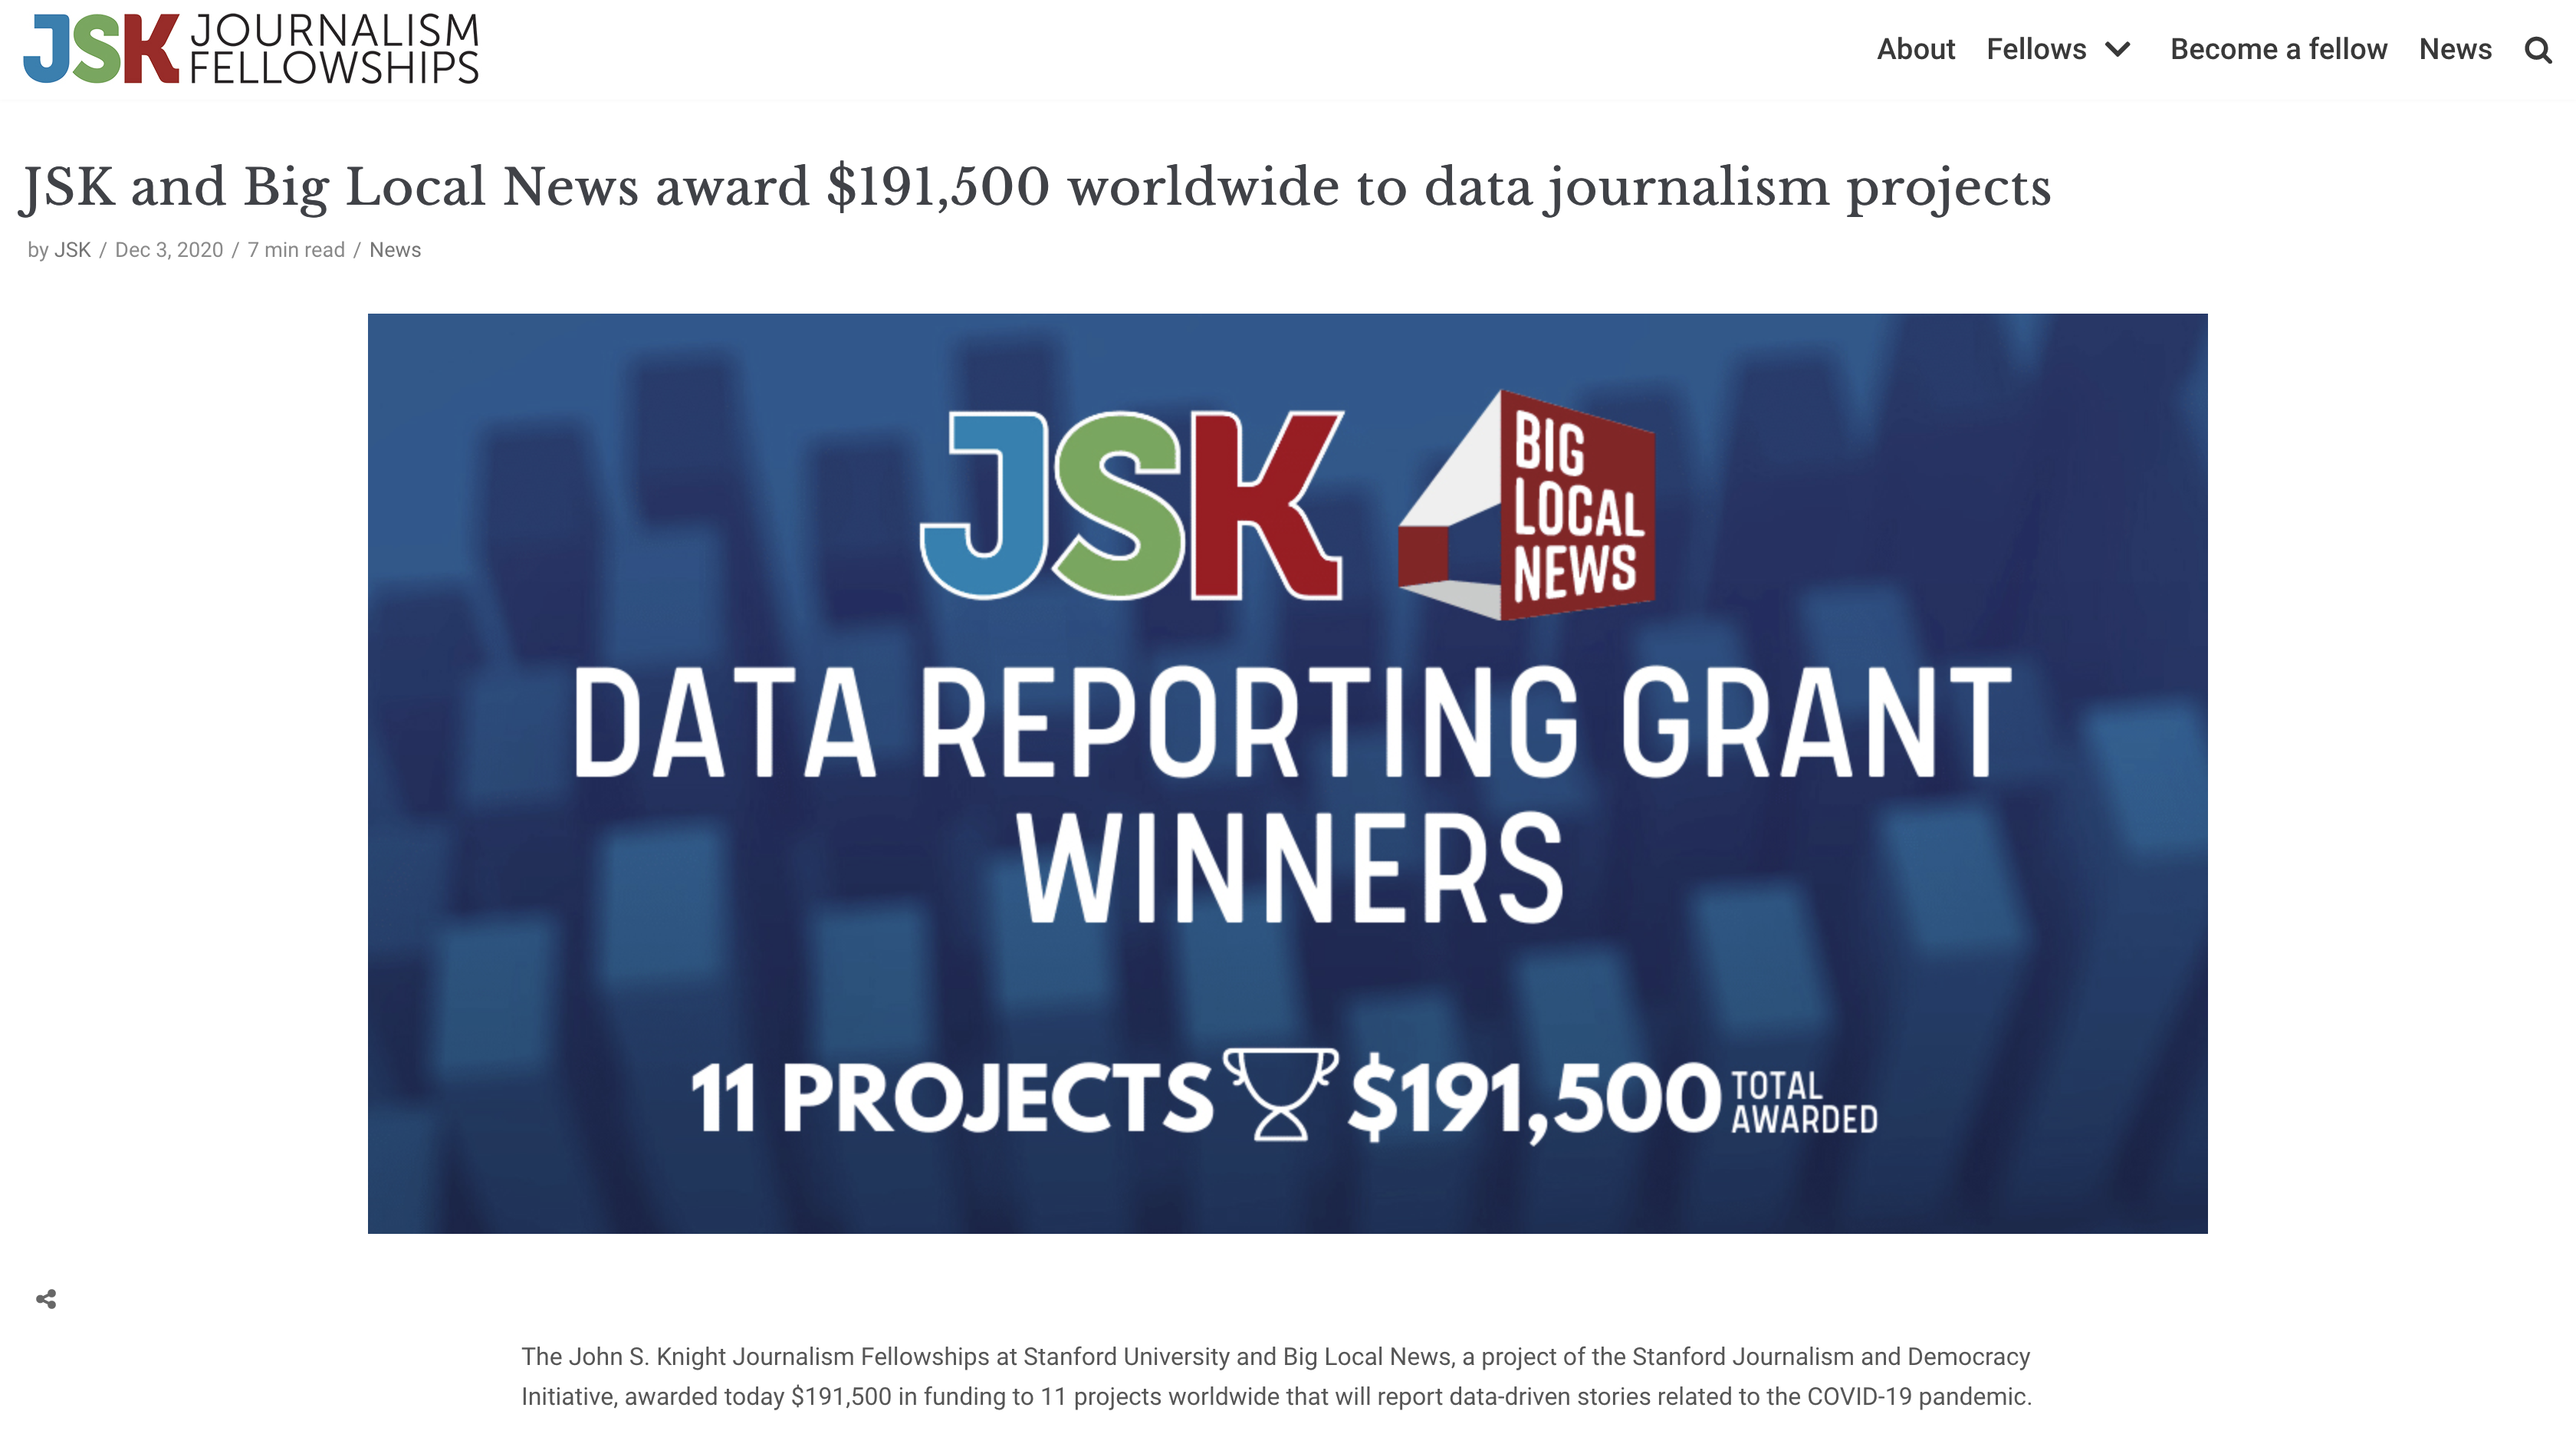 JSK JOURNALISM
FELLOWSHIPS
About Fellows Become a fellow News
JSK and Big Local News award $191,500 worldwide to data journalism projects
by JSK / Dec 3, 2020 / 7 min read / News
JSK
BIG
LOCAL
NEWS
DATA REPORTING GRANT
WINNERS
11 PROJECTS $191,500 TOTAL
AWARDED
The John S. Knight Journalism Fellowships at Stanford University and Big Local News, a project of the Stanford Journalism and Democracy
Initiative, awarded today $191,500 in funding to 11 projects worldwide that will report data-driven stories related to the COVID-19 pandemic.